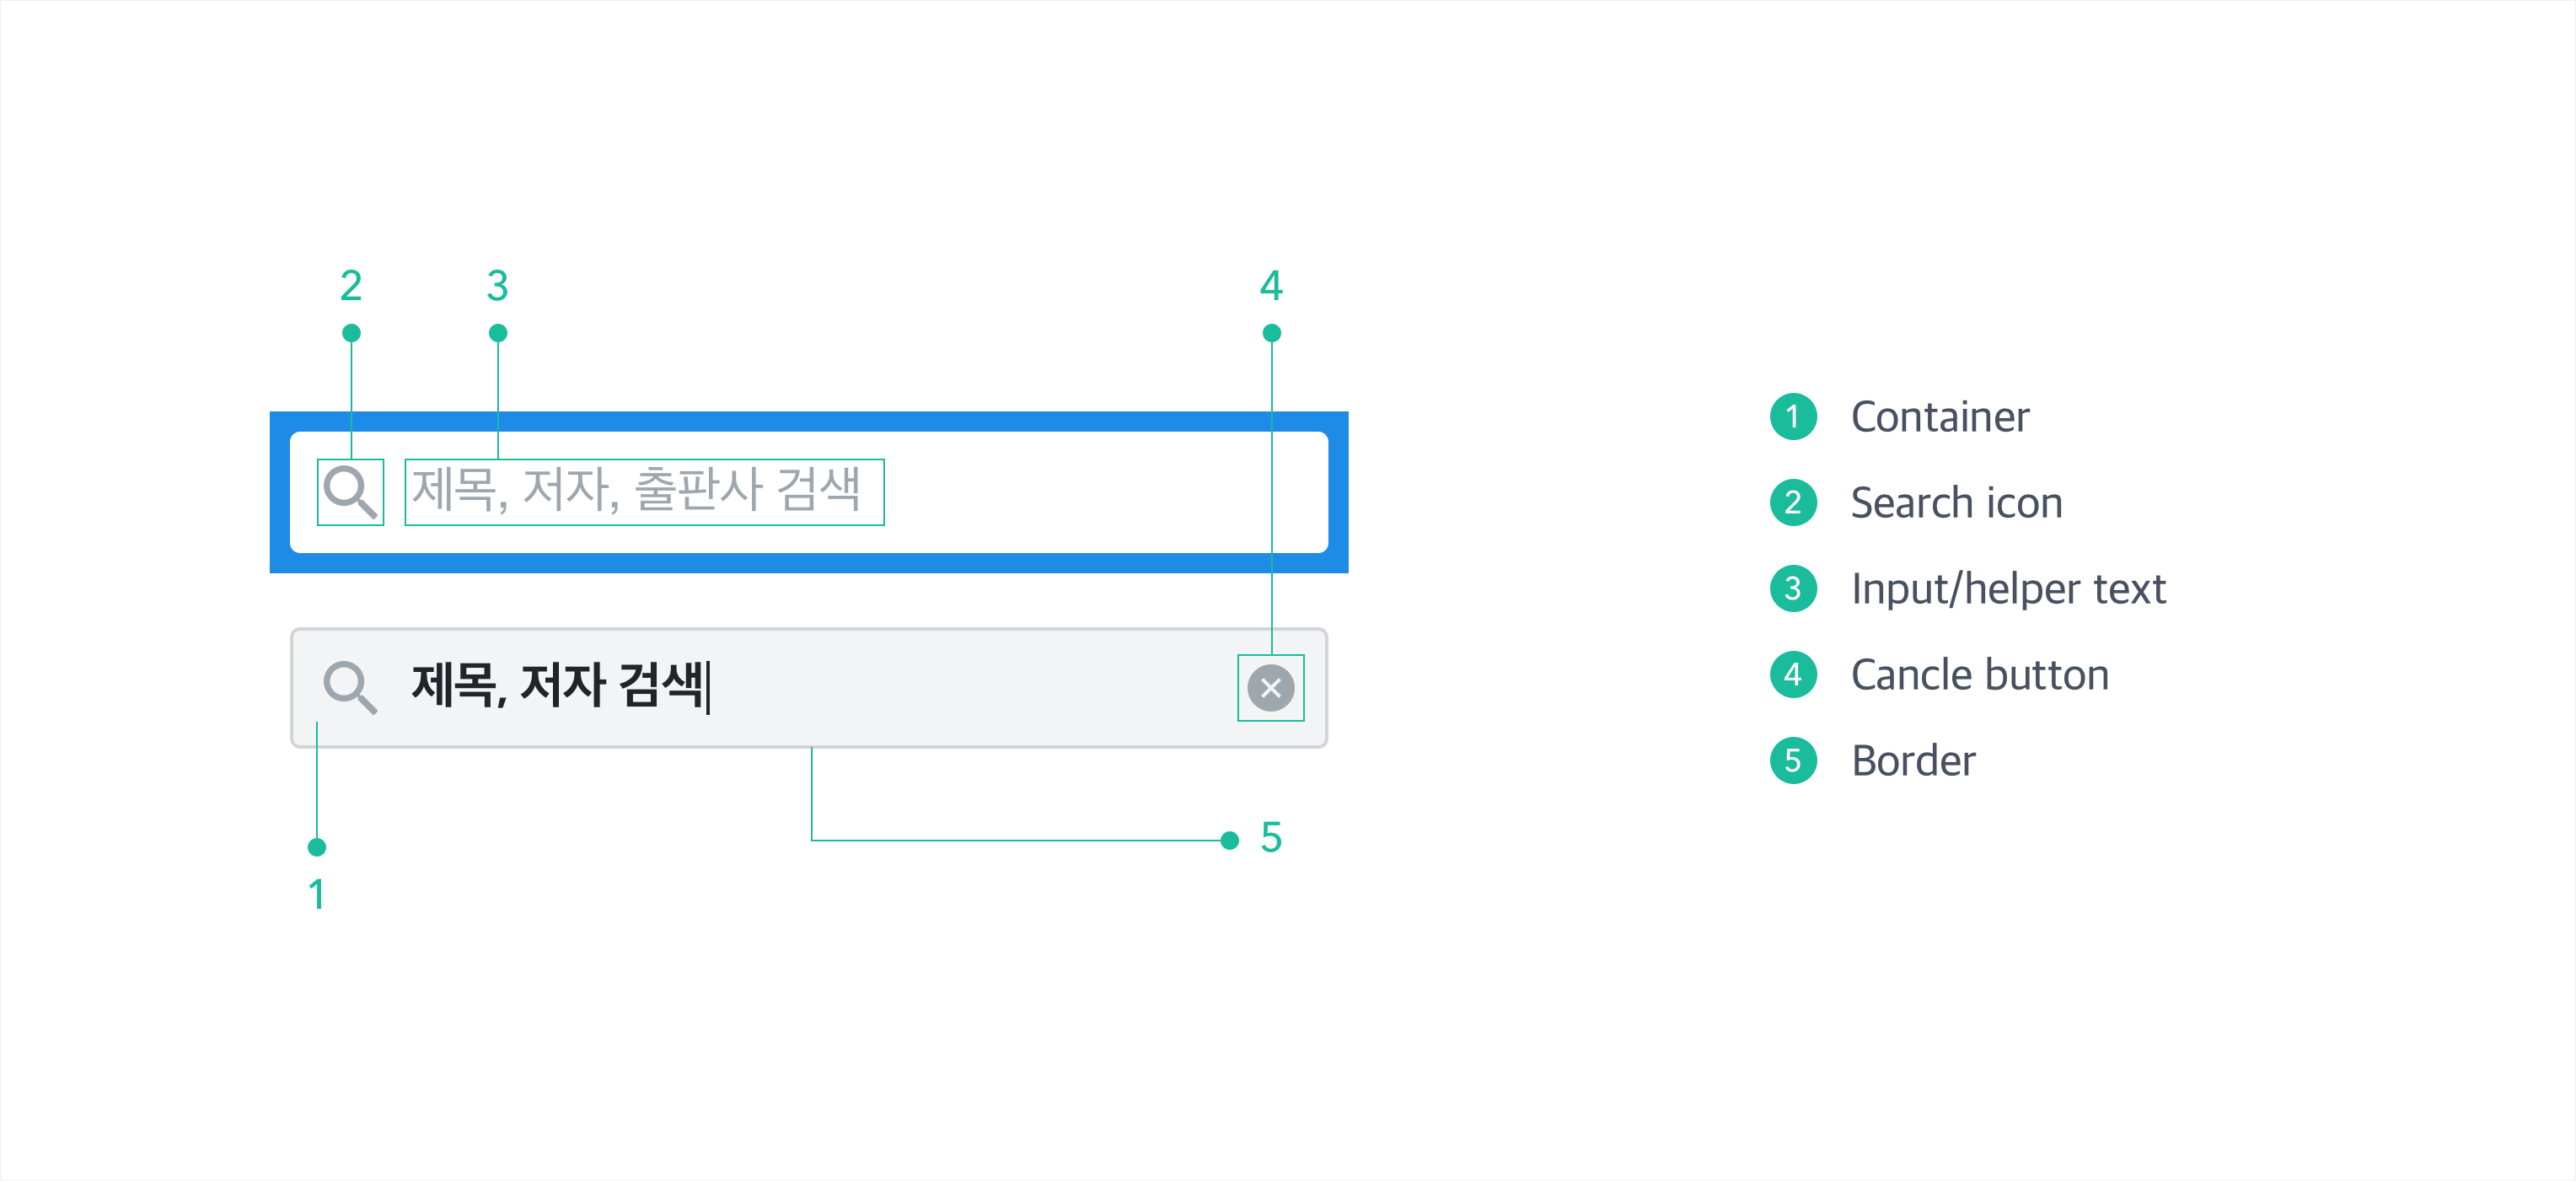 2 3 4
제목, 저자, 출판사 검색
제목, 저자 검색
5
1
1 Container
2 Search icon
3 Input/helper text
4 Cancle button
5 Border